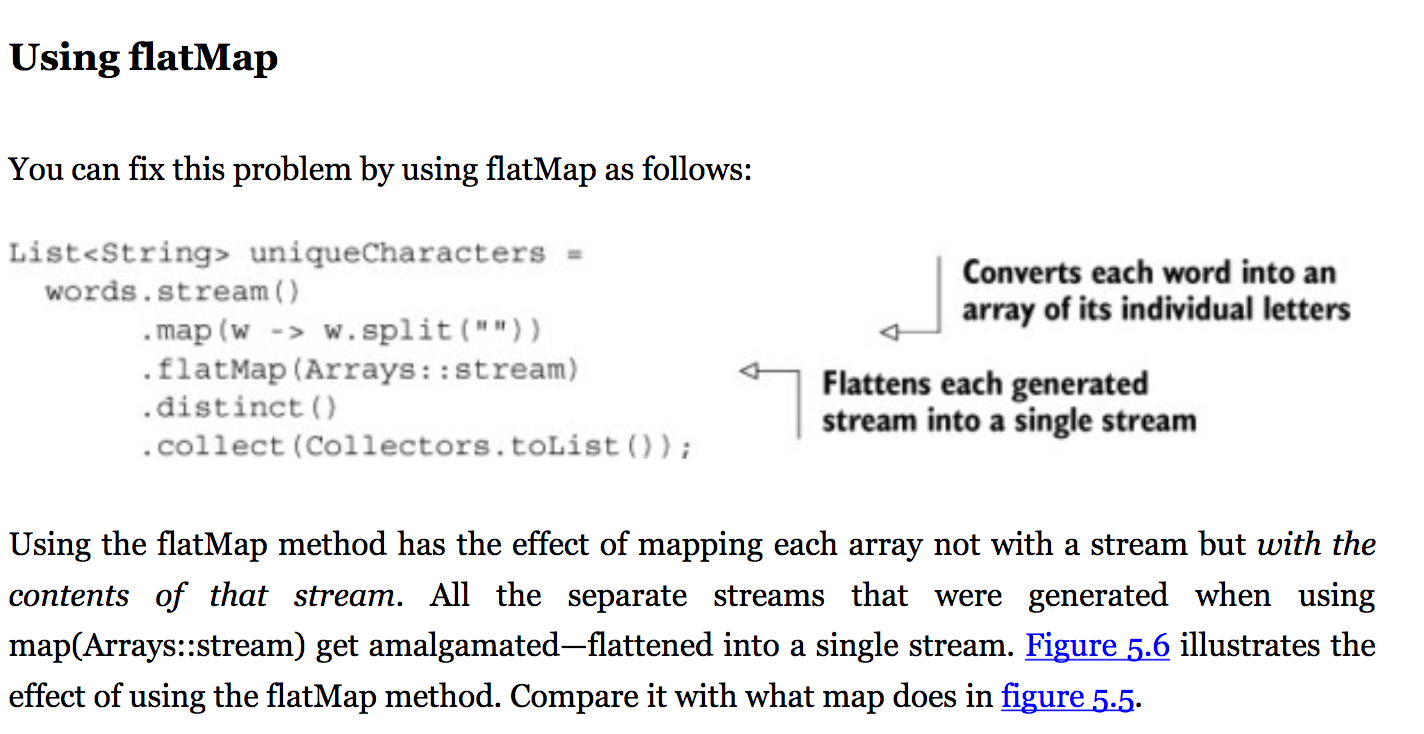 Using flatMap
You can fix this problem by using flatMap as follows:
List<String> uniqueCharacters =
words.stream()
.map(w -> w.split(""))
.flatMap(Arrays::stream)
.distinct()
.collect(Collectors.toList());
Converts each word into an
array of its individual letters
Flattens each generated
stream into a single stream
Using the flatMap method has the effect of mapping each array not with a stream but with the
contents of that stream. All the separate streams that were generated when using
map(Arrays::stream) get amalgamated—flattened into a single stream. Figure 5.6 illustrates the
effect of using the flatMap method. Compare it with what map does in figure 5.5.